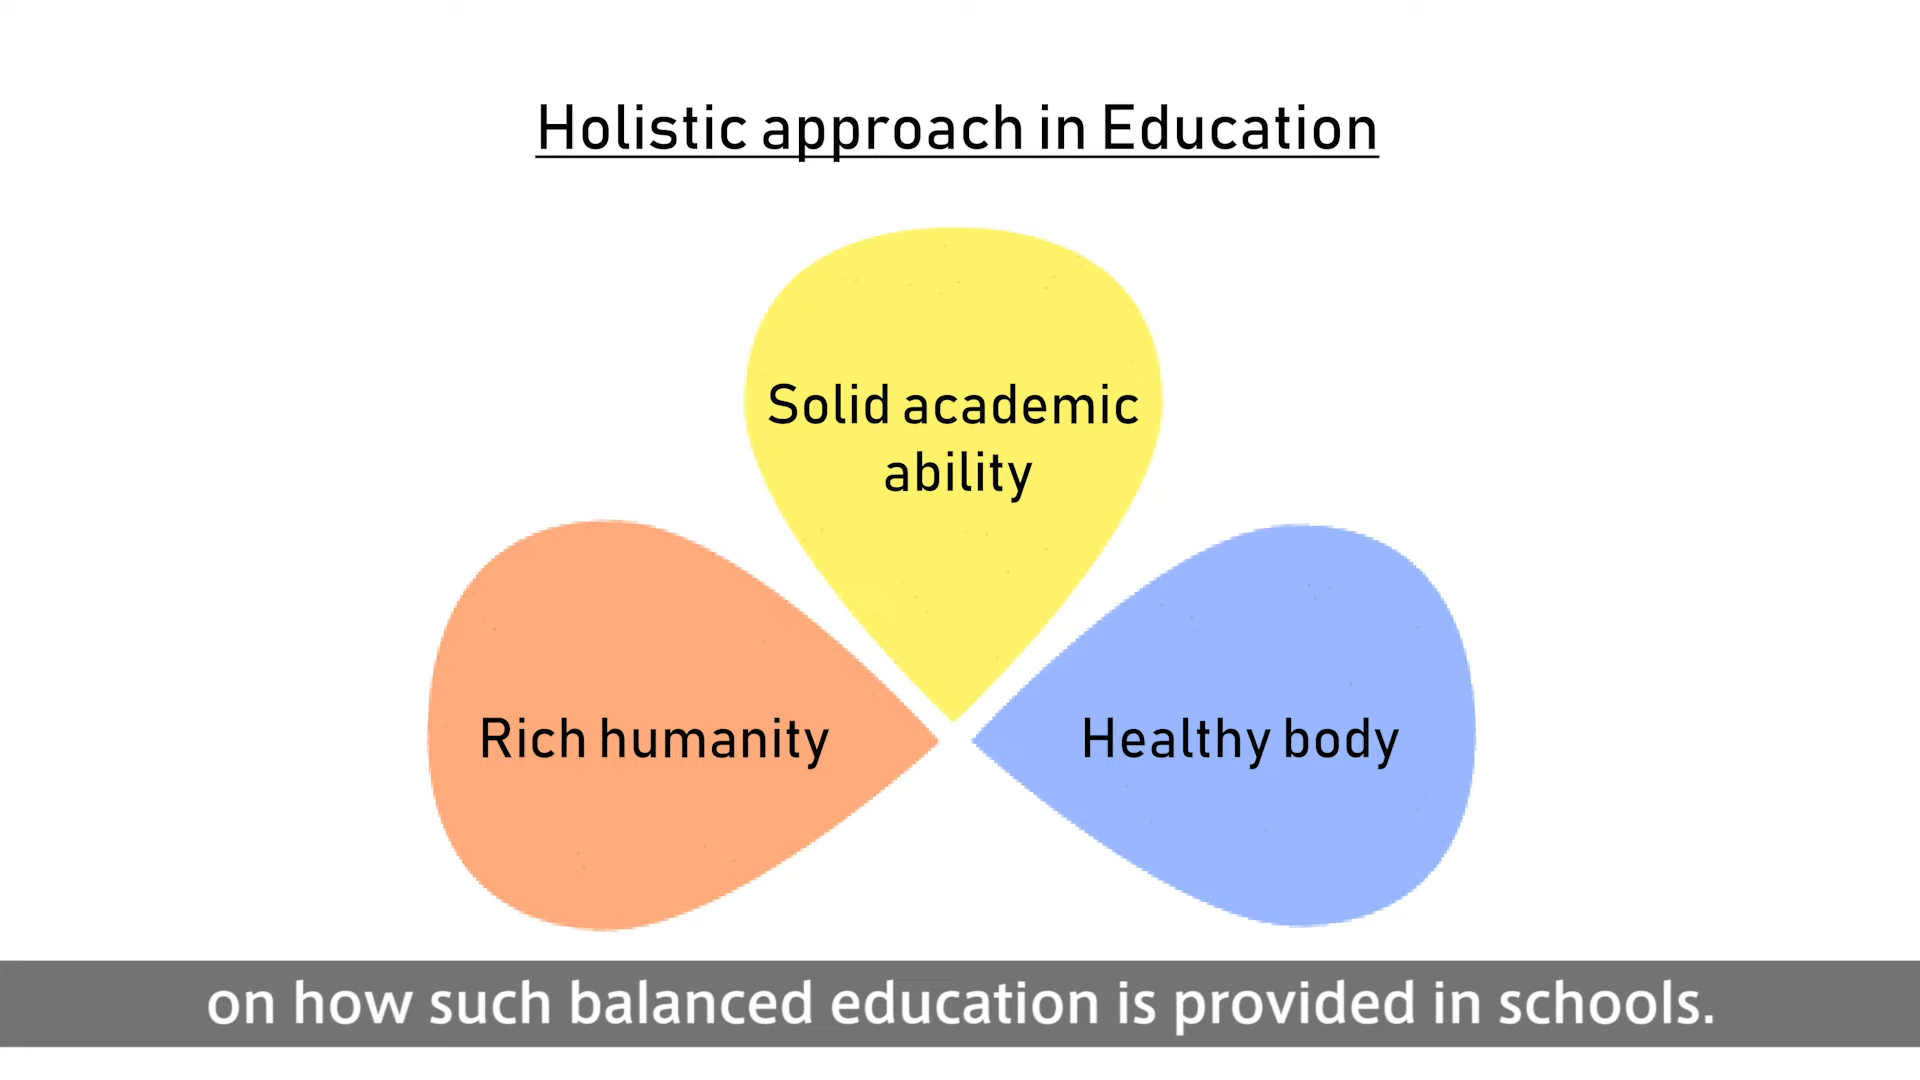 Holistic approach in Education
Solid academic
ability
Rich humanity
Healthy body
on how such balanced education is provided in schools.